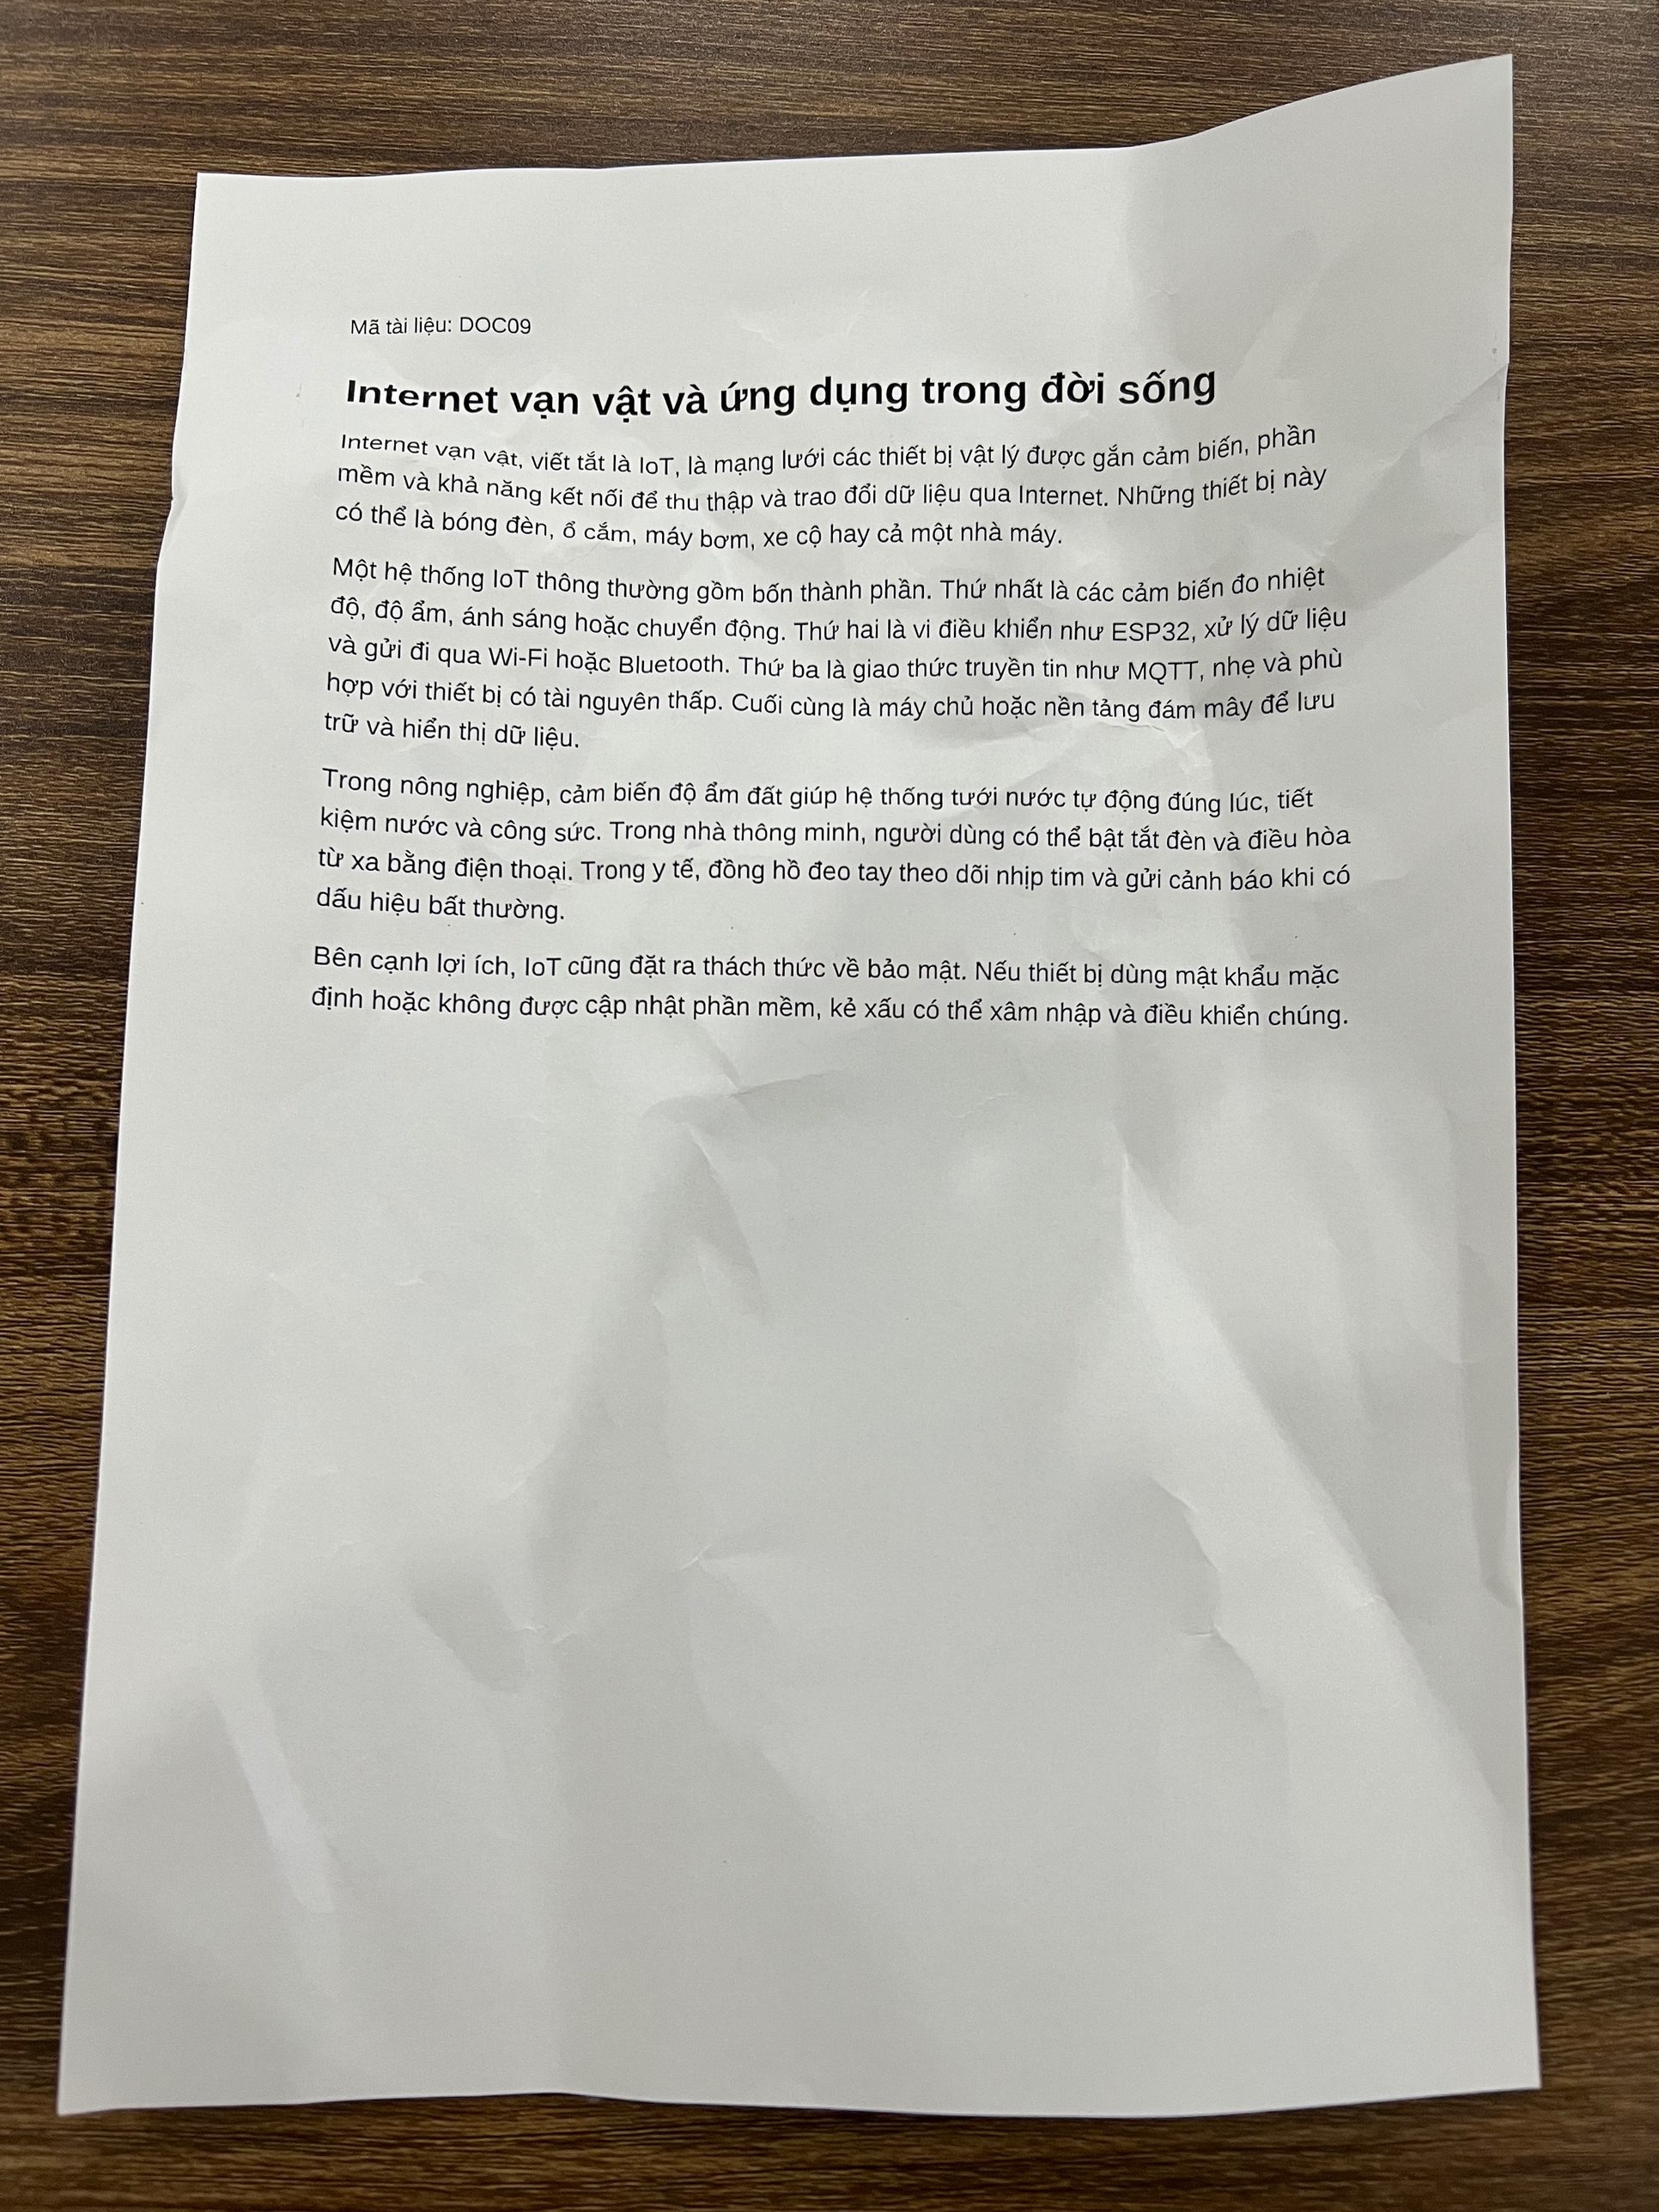 Mã tài liệu: DOC09
Internet vạn vật và ứng dụng trong đời sống
Internet vạn vật, viết tắt là IoT, là mạng lưới các thiết bị vật lý được gắn cảm biến, phần
mềm và khả năng kết nối để thu thập và trao đổi dữ liệu qua Internet. Những thiết bị này
có thể là bóng đèn, ổ cắm, máy bơm, xe cộ hay cả một nhà máy.
Một hệ thống IoT thông thường gồm bốn thành phần. Thứ nhất là các cảm biến đo nhiệt
độ, độ ẩm, ánh sáng hoặc chuyển động. Thứ hai là vi điều khiển như ESP32, xử lý dữ liệu
và gửi đi qua Wi-Fi hoặc Bluetooth. Thứ ba là giao thức truyền tin như MQTT, nhẹ và phù
hợp với thiết bị có tài nguyên thấp. Cuối cùng là máy chủ hoặc nền tảng đám mây để lưu
trữ và hiển thị dữ liệu.
Trong nông nghiệp, cảm biến độ ẩm đất giúp hệ thống tưới nước tự động đúng lúc, tiết
kiệm nước và công sức. Trong nhà thông minh, người dùng có thể bật tắt đèn và điều hòa
từ xa bằng điện thoại. Trong y tế, đồng hồ đeo tay theo dõi nhịp tim và gửi cảnh báo khi có
dấu hiệu bất thường.
Bên cạnh lợi ích, IoT cũng đặt ra thách thức về bảo mật. Nếu thiết bị dùng mật khẩu mặc
định hoặc không được cập nhật phần mềm, kẻ xấu có thể xâm nhập và điều khiển chúng.